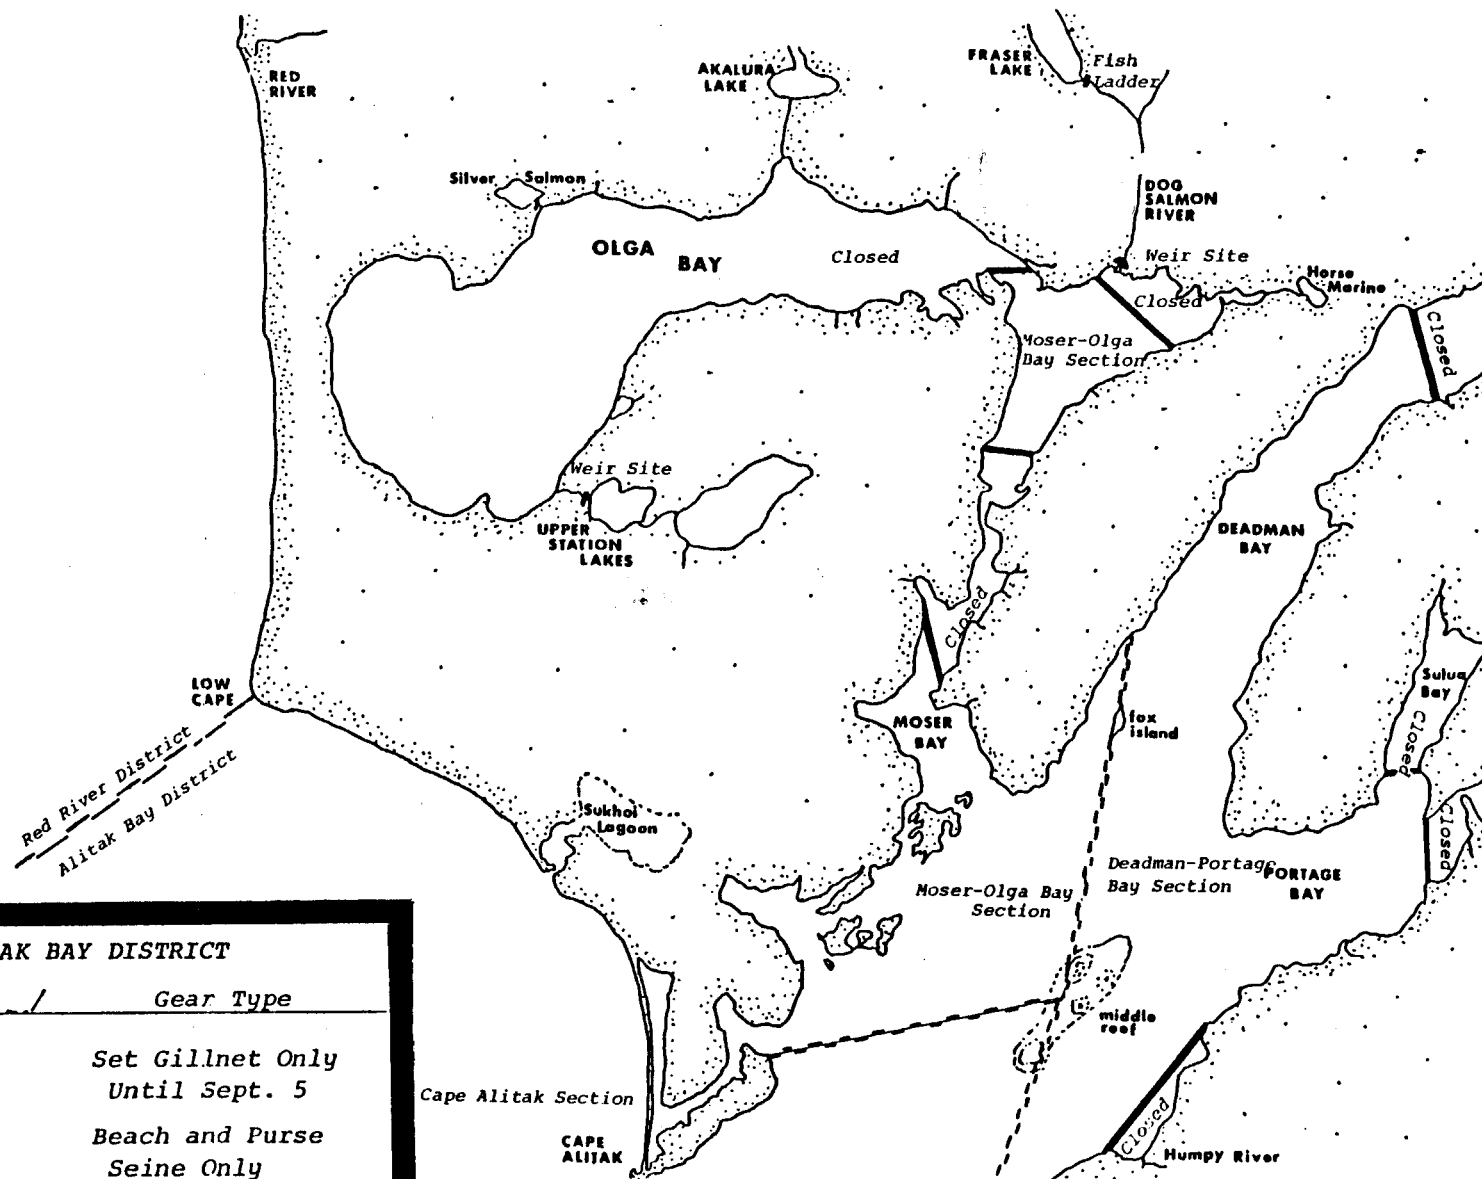 RED
RIVER
AKALURA
LAKE
FRASER
LAKE
Fish
Ladder
Silver Salmon
DOG
SALMON
RIVER
OLGA BAY
Closed
Weir Site
Horse
Marine
Closed
Closed
Moser-Olga
Bay Section
Weir Site
UPPER
STATION
LAKES
DEADMAN
BAY
Closed
LOW
CAPE
Sulua
Bay
Closed
MOSER
BAY
fox
island
Red River District
Alitak Bay District
Sukhoi
Lagoon
Closed
Deadman-Portage
Bay Section
PORTAGE
BAY
Moser-Olga Bay
Section
AK BAY DISTRICT
Gear Type
middle
reef
Set Gillnet Only
Until Sept. 5
Cape Alitak Section
Beach and Purse
Seine Only
CAPE
ALITAK
Closed
Humpy River